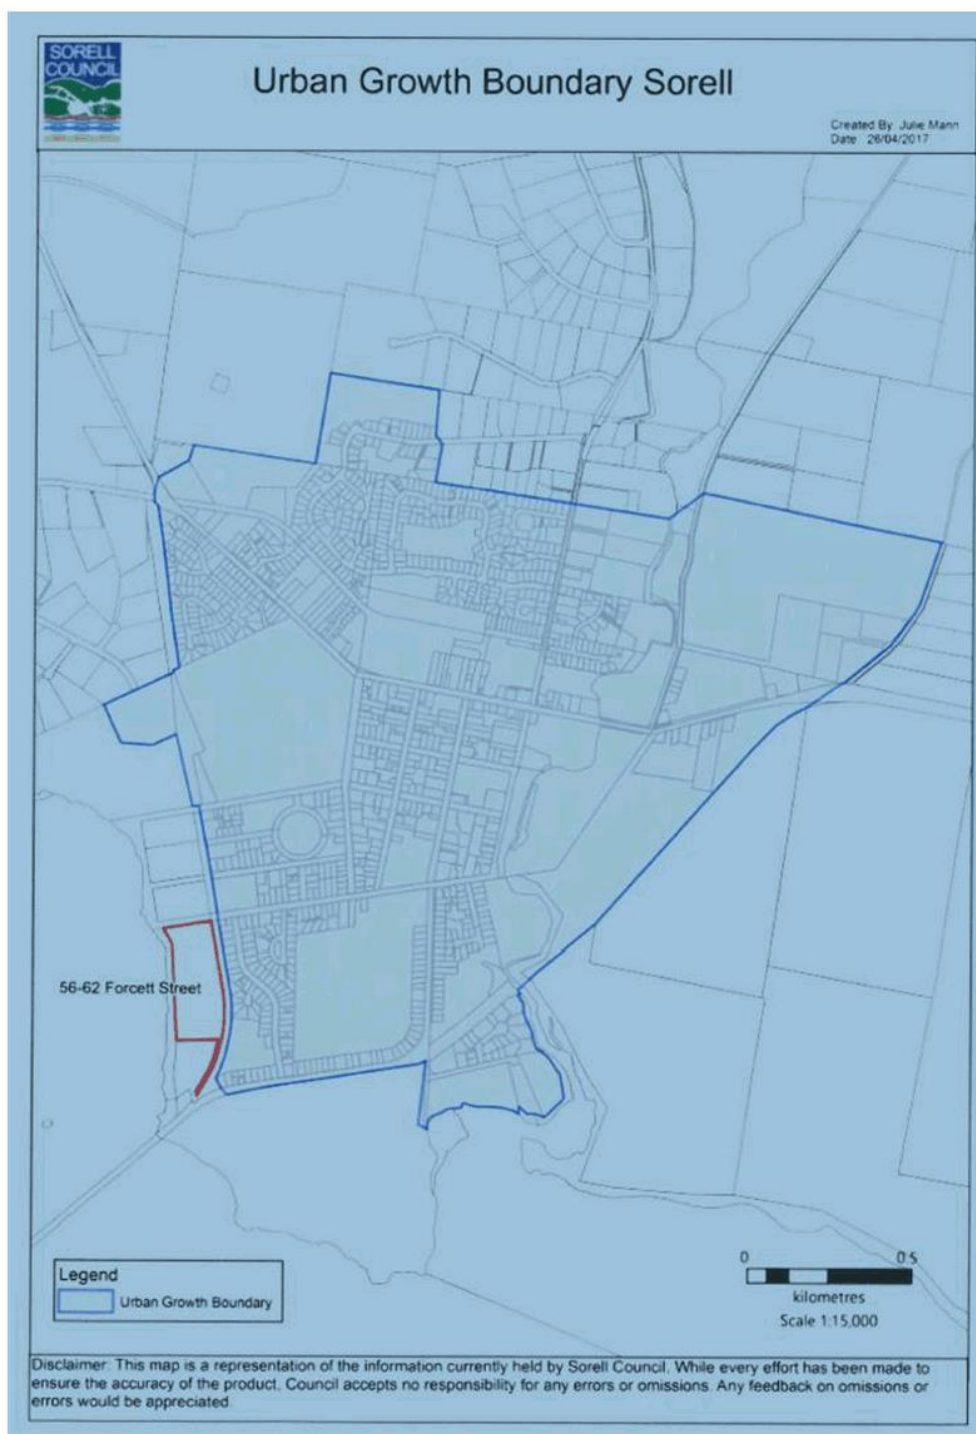 SORELL
COUNCIL
Urban Growth Boundary Sorell
Created By Julie Mann
Date 26/04/2017
56-62 Forcett Street
Legend
Urban Growth Boundary
0 0.5
kilometres
Scale 1:15,000
Disclaimer: This map is a representation of the information currently held by Sorell Council. While every effort has been made to
ensure the accuracy of the product, Council accepts no responsibility for any errors or omissions. Any feedback on omissions or
errors would be appreciated.